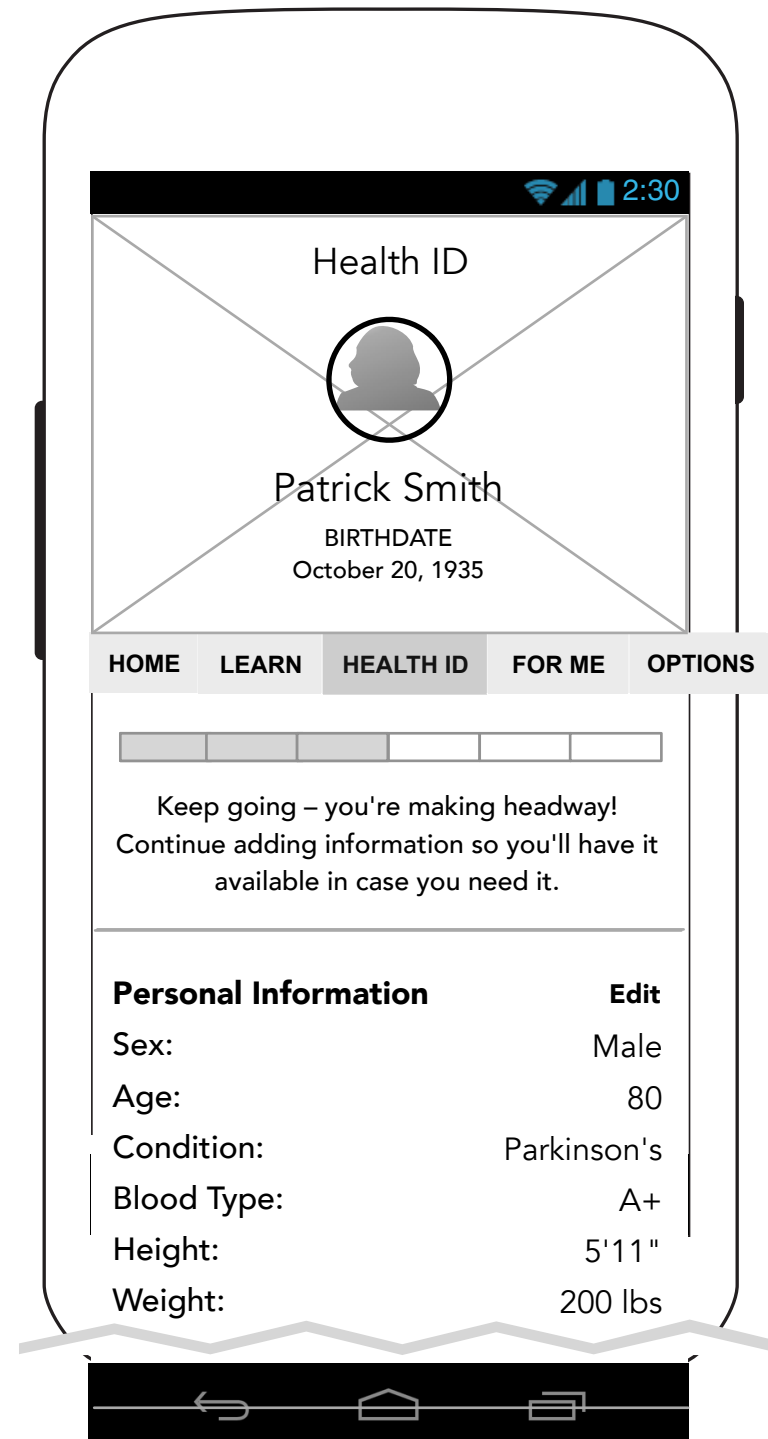 2:30
Health ID
Patrick Smith
BIRTHDATE
October 20, 1935
HOME LEARN HEALTH ID FOR ME OPTIONS
Keep going – you're making headway!
Continue adding information so you'll have it
available in case you need it.
Personal Information Edit
Sex: Male
Age: 80
Condition: Parkinson's
Blood Type: A+
Height: 5'11"
Weight: 200 lbs